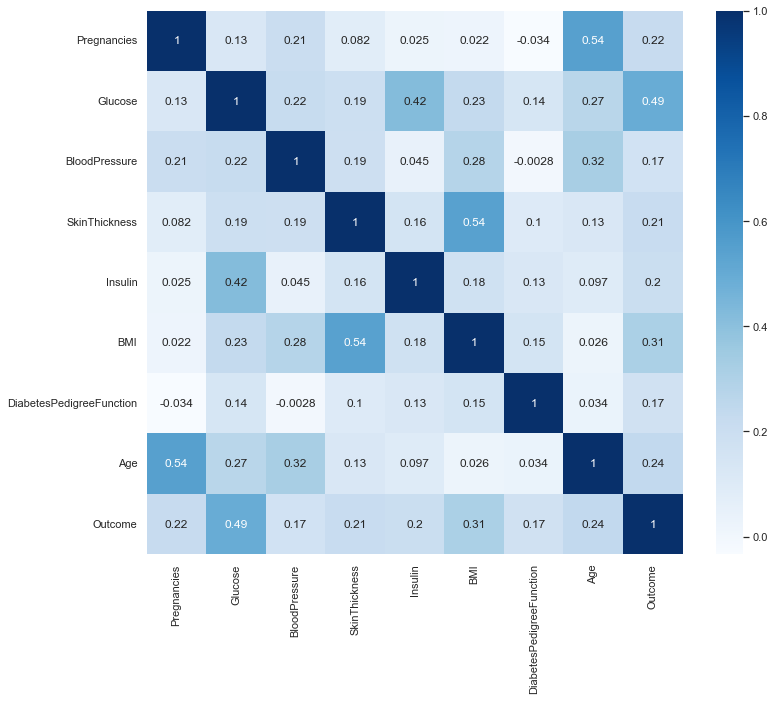 Pregnancies 1 0.13 0.21 0.082 0.025 0.022 -0.034 0.54 0.22
Glucose 0.13 1 0.22 0.19 0.42 0.23 0.14 0.27 0.49
BloodPressure 0.21 0.22 1 0.19 0.045 0.28 -0.0028 0.32 0.17
SkinThickness 0.082 0.19 0.19 1 0.16 0.54 0.1 0.13 0.21
Insulin 0.025 0.42 0.045 0.16 1 0.18 0.13 0.097 0.2
BMI 0.022 0.23 0.28 0.54 0.18 1 0.15 0.026 0.31
DiabetesPedigreeFunction -0.034 0.14 -0.0028 0.1 0.13 0.15 1 0.034 0.17
Age 0.54 0.27 0.32 0.13 0.097 0.026 0.034 1 0.24
Outcome 0.22 0.49 0.17 0.21 0.2 0.31 0.17 0.24 1
Pregnancies
Glucose
BloodPressure
SkinThickness
Insulin
BMI
DiabetesPedigreeFunction
Age
Outcome
1.0
0.8
0.6
0.4
0.2
0.0